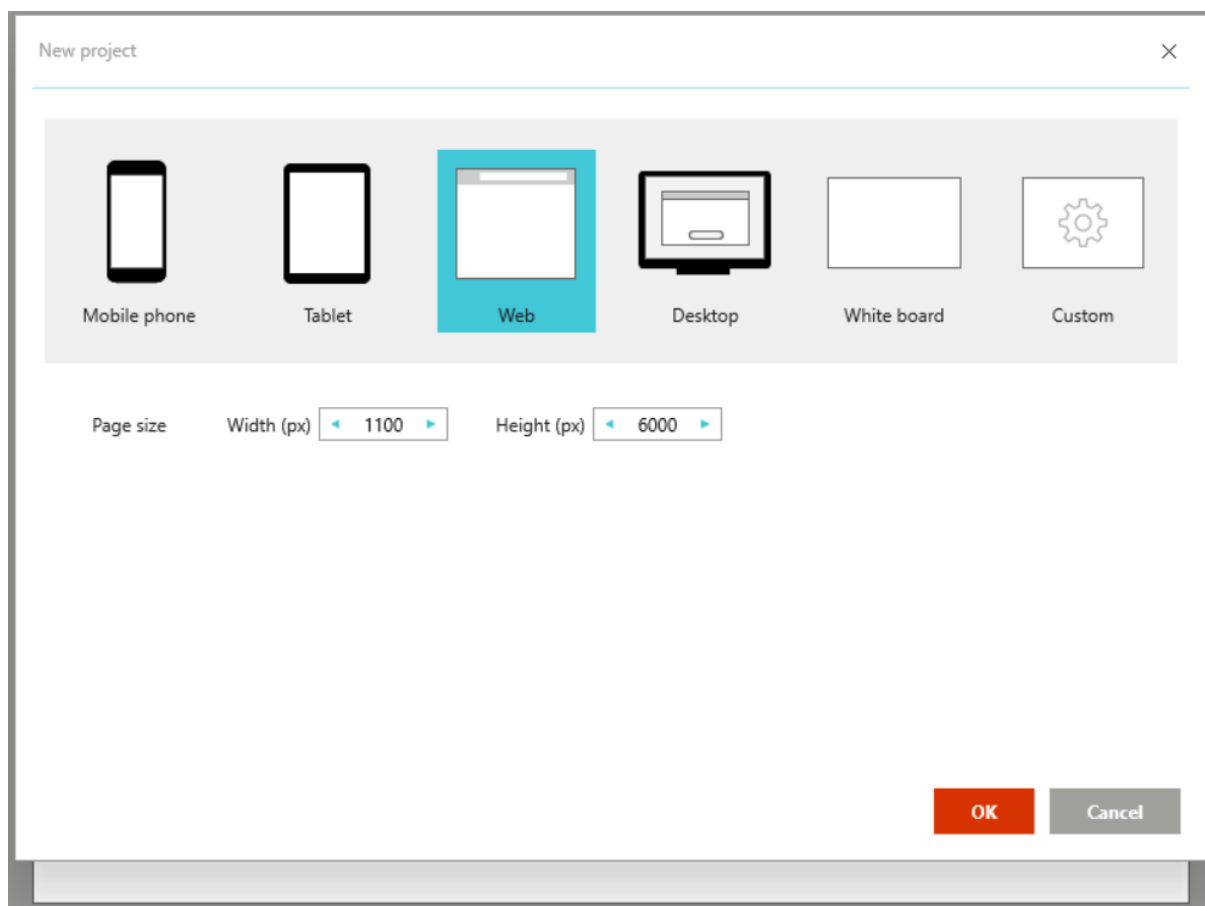 New project
Mobile phone Tablet Web Desktop White board Custom
Page size Width (px) 1100 Height (px) 6000
OK Cancel